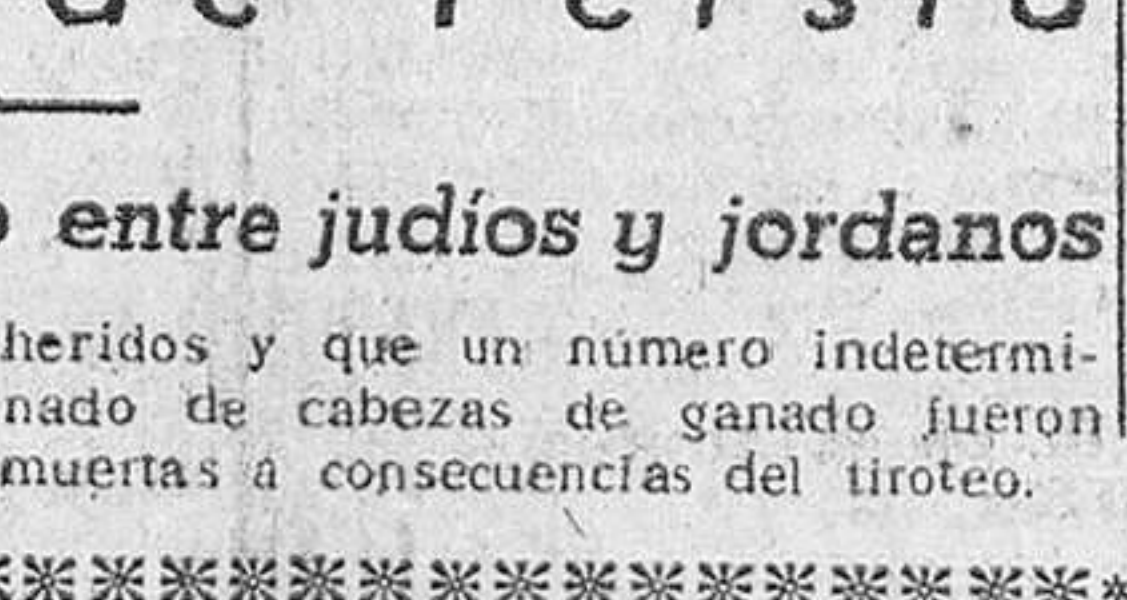 entre judíos y jordanos
heridos y que un número indetermi-
nado de cabezas de ganado fueron
muertas a consecuencias del tiroteo.